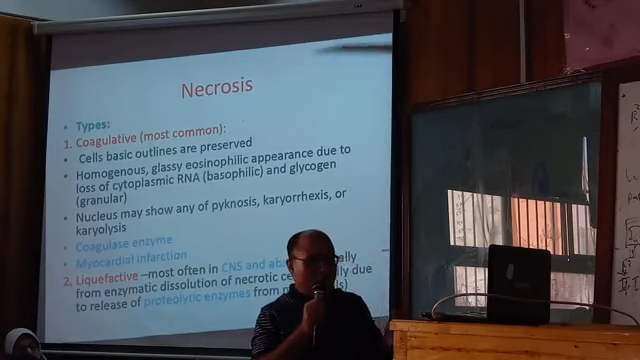 Necrosis
• Types:
1. Coagulative (most common):
• Cells basic outlines are preserved
• Homogenous, glassy eosinophilic appearance due to
loss of cytoplasmic RNA (basophilic) and glycogen
(granular)
• Nucleus may show any of pyknosis, karyorrhexis, or
karyolysis
• Coagulase enzyme
• Myocardial infarction
2. Liquefactive –most often in CNS and
from enzymatic dissolution of necrotic due
to release of proteolytic enzymes from